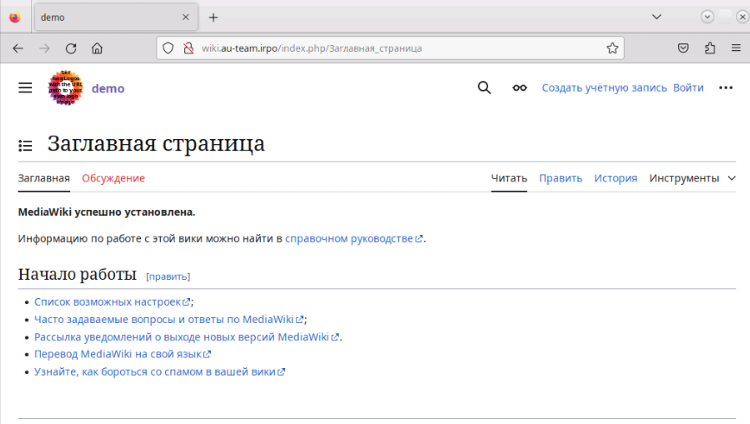 demo
wiki.au-team.irpo/index.php/Заглавная_страница
demo
Создать учётную запись Войти
Заглавная страница
Заглавная Обсуждение Читать Править История Инструменты
MediaWiki успешно установлена.
Информацию по работе с этой вики можно найти в справочном руководстве.
Начало работы [править]
Список возможных настроек;
Часто задаваемые вопросы и ответы по MediaWiki;
Рассылка уведомлений о выходе новых версий MediaWiki.
Перевод MediaWiki на свой язык
Узнайте, как бороться со спамом в вашей вики